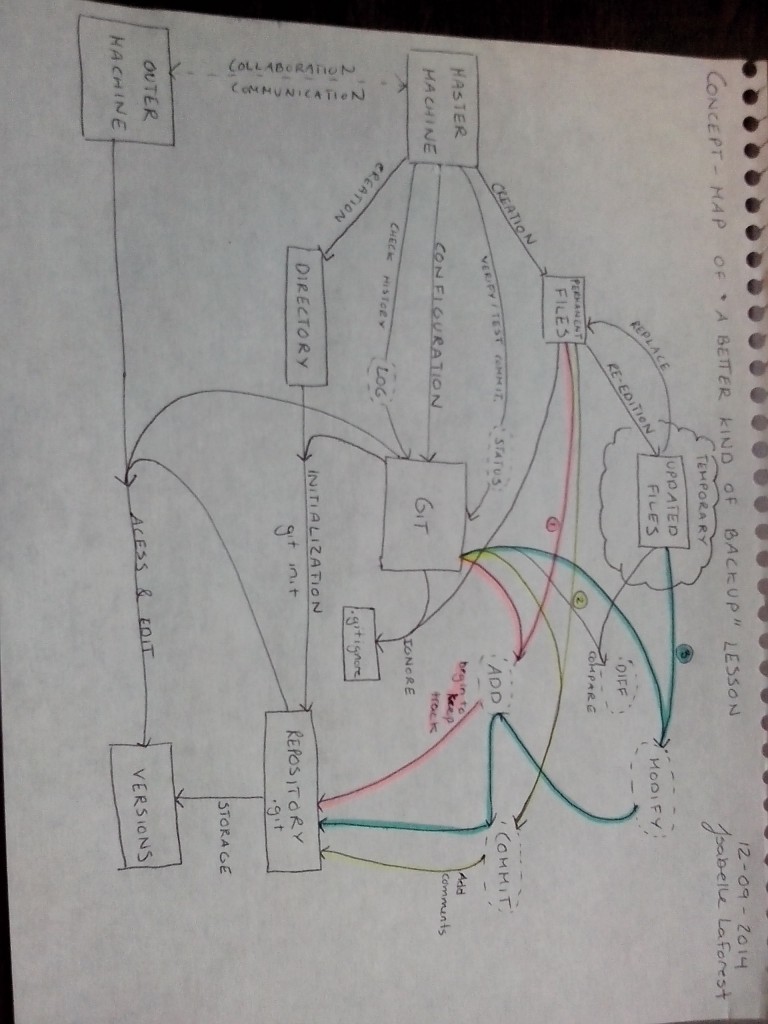 CONCEPT-MAP OF "A BETTER KIND OF BACKUP" LESSON
12-09-2014
Isabelle Laforest
TEMPORARY
UPDATED
FILES
REPLACE
RE-EDITION
PERMANENT
FILES
CREATION
MASTER
MACHINE
VERIFY/TEST COMMIT
STATUS
CONFIGURATION
CHECK HISTORY
LOG
CREATION
DIRECTORY
COLLABORATION
COMMUNICATION
OUTER
MACHINE
GIT
INITIALIZATION
git init
IGNORE
.gitignore
1
2
3
DIFF
COMPARE
MODIFY
ADD
begin to
keep
track
COMMIT
Add
comments
REPOSITORY
.git
STORAGE
ACESS & EDIT
VERSIONS